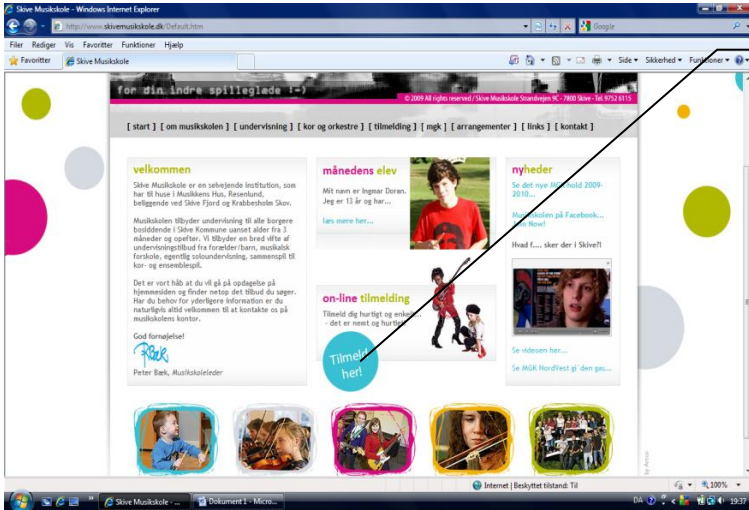 Skive Musikskole - Windows Internet Explorer
http://www.skivemusikskole.dk/Default.htm
Google
Filer Rediger Vis Favoritter Funktioner Hjælp
Favoritter Skive Musikskole
Side Sikkerhed Funktioner
for din indre spilleglæde :-)
© 2009 All rights reserved / Skive Musikskole Strandvejen 9C - 7800 Skive - Tel. 9752 6115
[ start ] [ om musikskolen ] [ undervisning ] [ kor og orkestre ] [ tilmelding ] [ mgk ] [ arrangementer ] [ links ] [ kontakt ]
velkommen
Skive Musikskole er en selvejende institution, som
har til huse i Musikkens Hus, Resenlund,
beliggende ved Skive Fjord og Krabbesholm Skov.
Musikskolen tilbyder undervisning til alle borgere
bosiddende i Skive Kommune uanset alder fra 3
måneder og opefter. Vi tilbyder en bred vifte af
undervisningstilbud fra forælder/barn, musikalsk
forskole, egentlig soloundervisning, sammenspil til
kor- og ensemblespil.
Det er vort håb at du vil gå på opdagelse på
hjemmesiden og finder netop det tilbud du søger.
Har du behov for yderligere information er du
naturligvis altid velkommen til at kontakte os på
musikskolens kontor.
God fornøjelse!
Peter Bæk, Musikskoleleder
månedens elev
Mit navn er Ingmar Doran.
Jeg er 13 år og har...
læs mere her...
on-line tilmelding
Tilmeld dig hurtigt og enkelt...
- det er nemt og hurtigt
Tilmeld
her!
nyheder
Se det nye MGK hold 2009-
2010...
Musikskolen på Facebook...
Join Now!
Hvad f.... sker der i Skive?!
Se videoen her...
Se MGK NordVest gi' den gas...
Internet | Beskyttet tilstand: Til
100%
Skive Musikskole - ...
Dokument1 - Micro...
DA
19:37